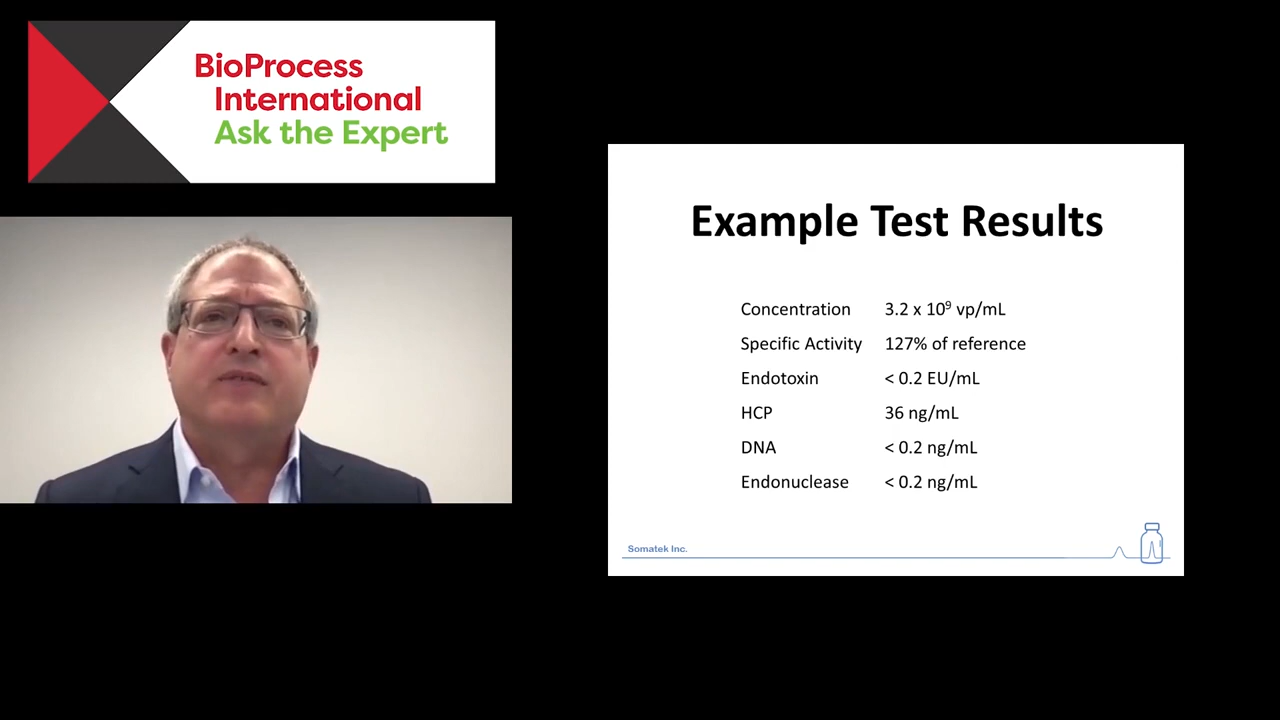 BioProcess
International
Ask the Expert
Example Test Results
Concentration 3.2 x 10⁹ vp/mL
Specific Activity 127% of reference
Endotoxin < 0.2 EU/mL
HCP 36 ng/mL
DNA < 0.2 ng/mL
Endonuclease < 0.2 ng/mL
Somatek Inc.